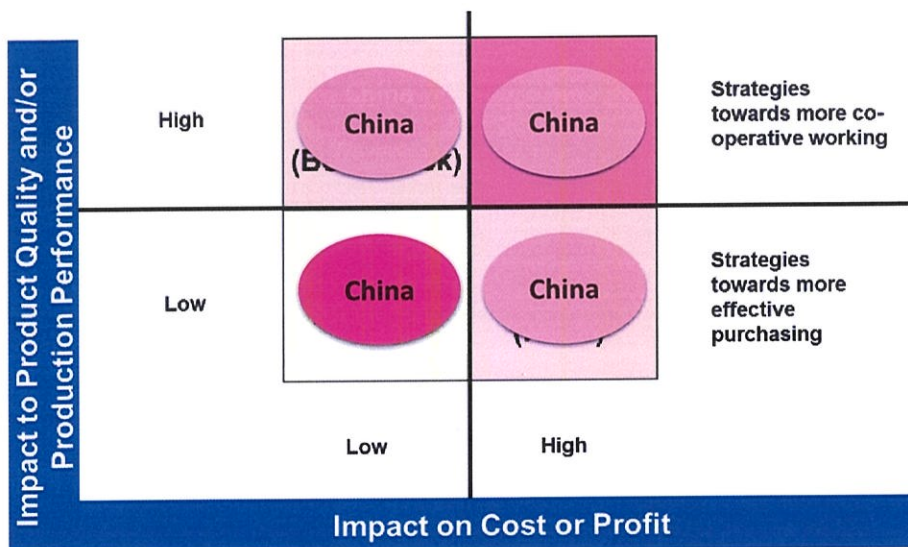 Impact to Product Quality and/or
Production Performance
High
China
China
Strategies
towards more co-
operative working
Low
China
China
Strategies
towards more
effective
purchasing
Low
High
Impact on Cost or Profit